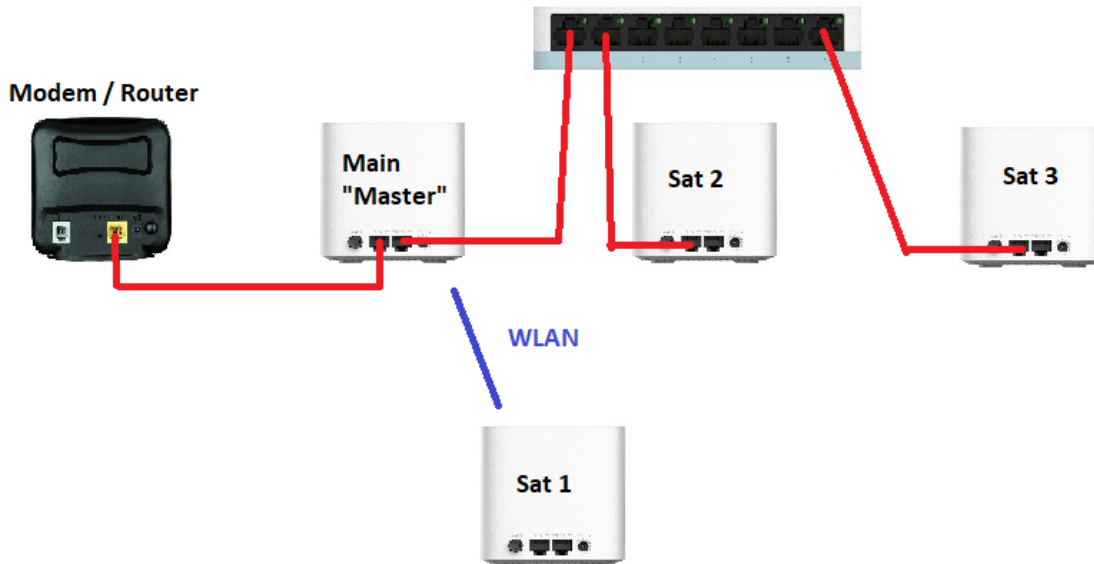 Modem / Router
Main
"Master"
Sat 2
Sat 3
WLAN
Sat 1